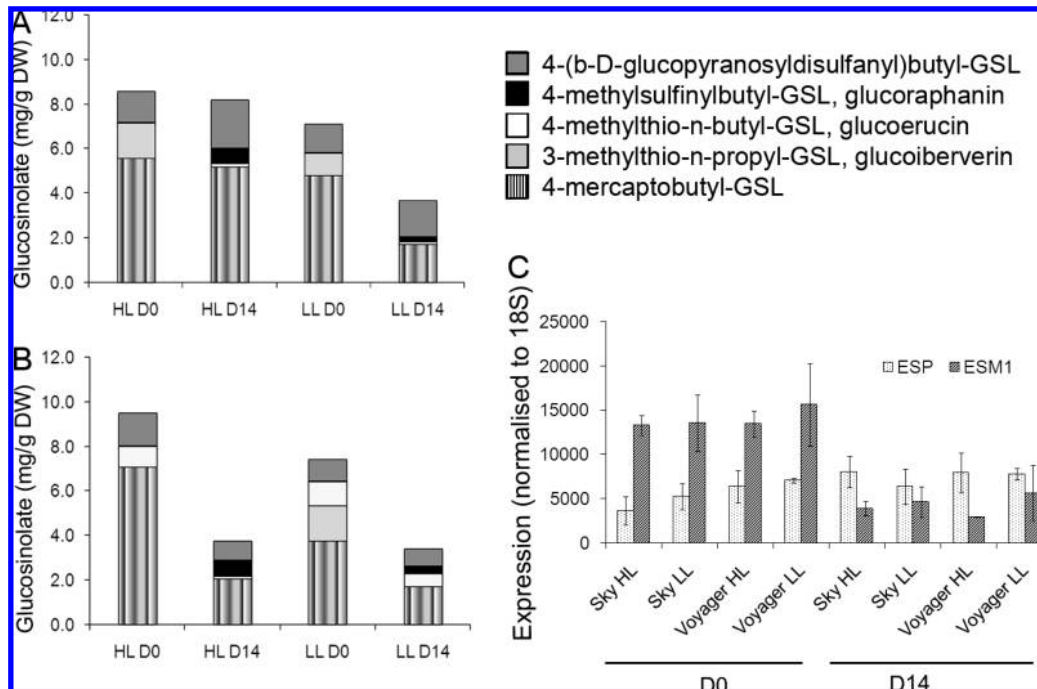 A
Glucosinolate (mg/g DW)
12.0
10.0
8.0
6.0
4.0
2.0
0.0
HL D0
HL D14
LL D0
LL D14
4-(b-D-glucopyranosyldisulfanyl)butyl-GSL
4-methylsulfinylbutyl-GSL, glucoraphanin
4-methylthio-n-butyl-GSL, glucoerucin
3-methylthio-n-propyl-GSL, glucoiberverin
4-mercaptobutyl-GSL
B
Glucosinolate (mg/g DW)
12.0
10.0
8.0
6.0
4.0
2.0
0.0
HL D0
HL D14
LL D0
LL D14
C
Expression (normalised to 18S)
25000
20000
15000
10000
5000
0
ESP
ESM1
Sky HL
Sky LL
Voyager HL
Voyager LL
Sky HL
Sky LL
Voyager HL
Voyager LL
D0
D14